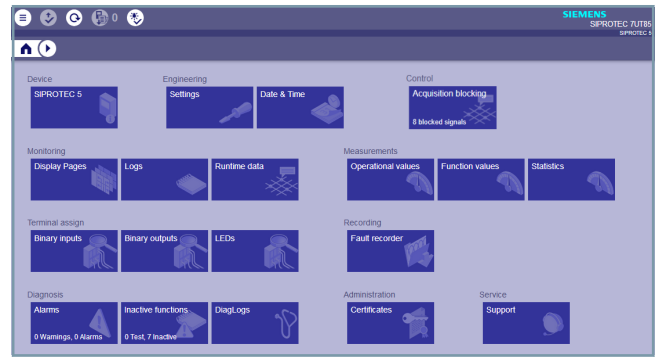 0
SIEMENS
SIPROTEC 7UT85
SIPROTEC 5
Device
Engineering
Control
SIPROTEC 5
Settings
Date & Time
Acquisition blocking
8 blocked signals
Monitoring
Measurements
Display Pages
Logs
Runtime data
Operational values
Function values
Statistics
Terminal assign
Recording
Binary inputs
Binary outputs
LEDs
Fault recorder
Diagnosis
Administration
Service
Alarms
0 Warnings, 0 Alarms
Inactive functions
0 Test, 7 Inactive
DiagLogs
Certificates
Support